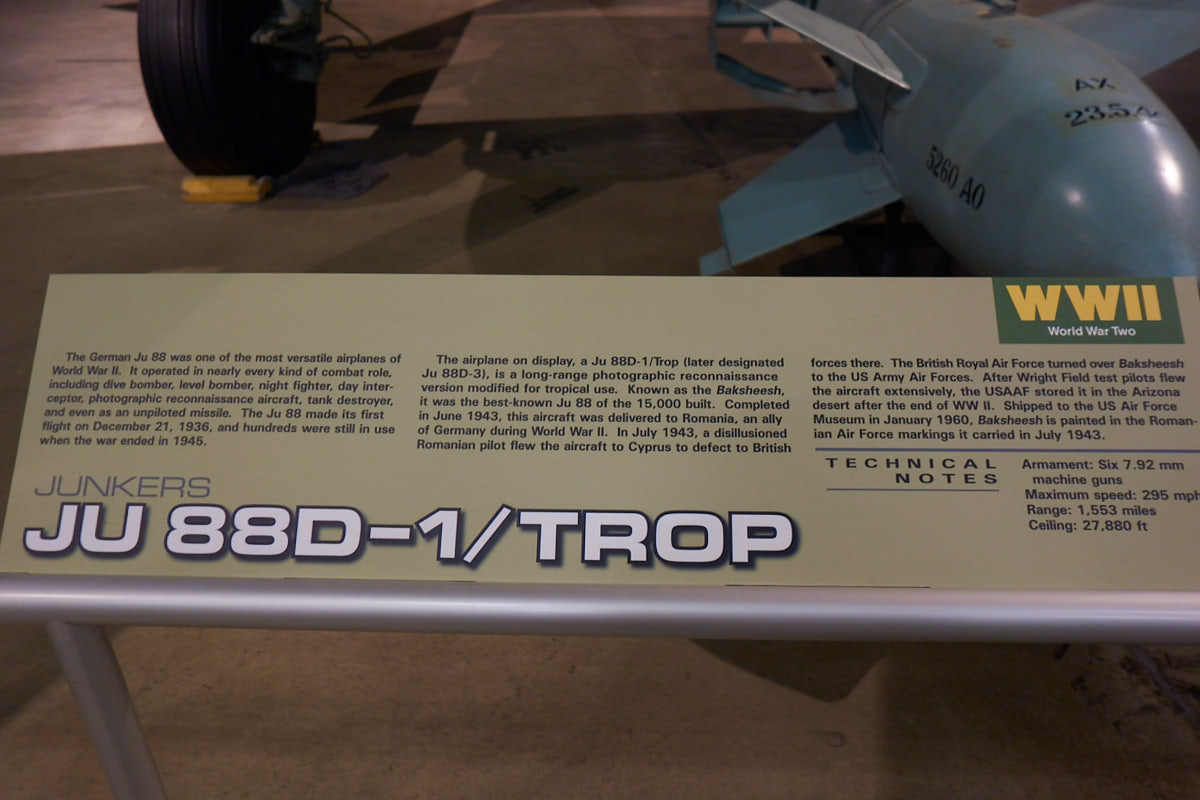 AX
23.5.4
5260 AO
WWII
World War Two
The German Ju 88 was one of the most versatile airplanes of
World War II. It operated in nearly every kind of combat role,
including dive bomber, level bomber, night fighter, day inter-
ceptor, photographic reconnaissance aircraft, tank destroyer,
and even as an unpiloted missile. The Ju 88 made its first
flight on December 21, 1936, and hundreds were still in use
when the war ended in 1945.
The airplane on display, a Ju 88D-1/Trop (later designated
Ju 88D-3), is a long-range photographic reconnaissance
version modified for tropical use. Known as the Baksheesh,
it was the best-known Ju 88 of the 15,000 built. Completed
in June 1943, this aircraft was delivered to Romania, an ally
of Germany during World War II. In July 1943, a disillusioned
Romanian pilot flew the aircraft to Cyprus to defect to British
forces there. The British Royal Air Force turned over Baksheesh
to the US Army Air Forces. After Wright Field test pilots flew
the aircraft extensively, the USAAF stored it in the Arizona
desert after the end of WW II. Shipped to the US Air Force
Museum in January 1960, Baksheesh is painted in the Roman-
ian Air Force markings it carried in July 1943.
JUNKERS
JU 88D-1/TROP
TECHNICAL
NOTES
Armament: Six 7.92 mm
machine guns
Maximum speed: 295 mph
Range: 1,553 miles
Ceiling: 27,880 ft